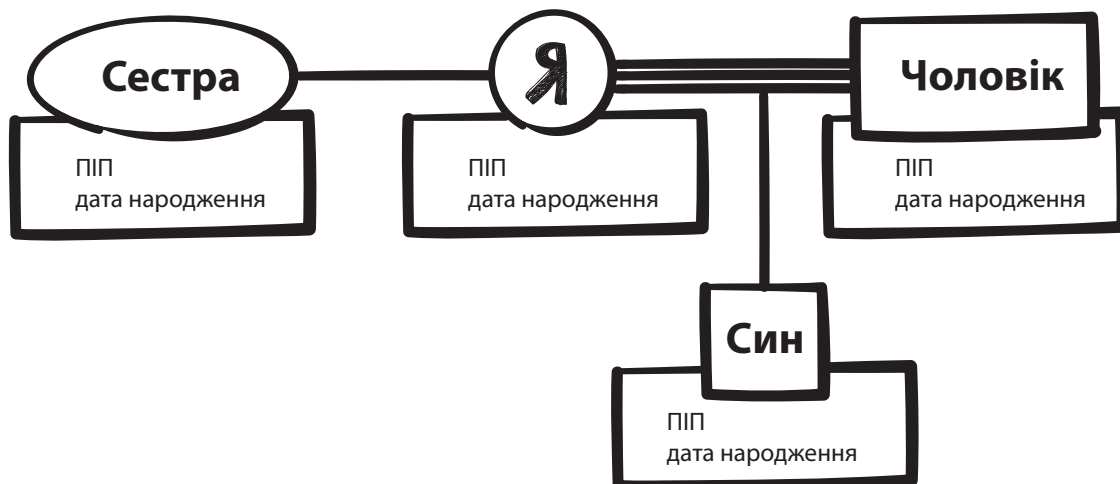 Сестра
Я
Чоловік
ПІП
дата народження
ПІП
дата народження
ПІП
дата народження
Син
ПІП
дата народження